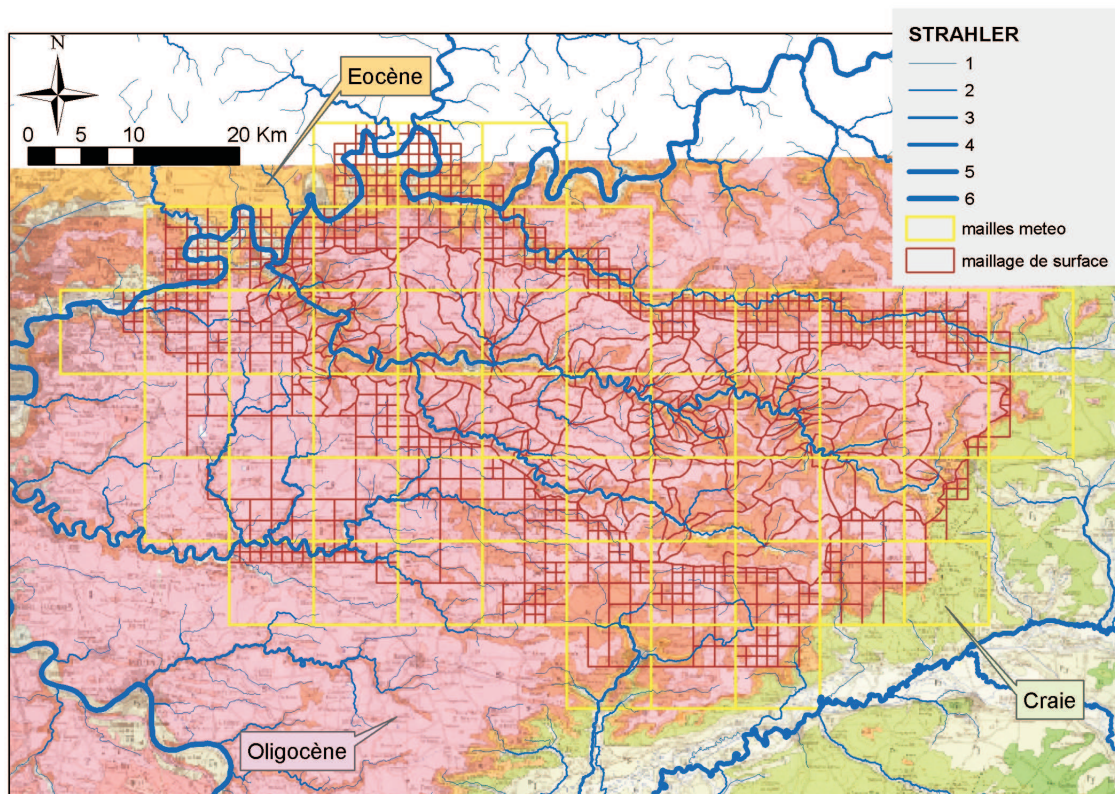 N
0 5 10 20 Km
Eocène
STRAHLER
1
2
3
4
5
6
mailles meteo
maillage de surface
Oligocène
Craie